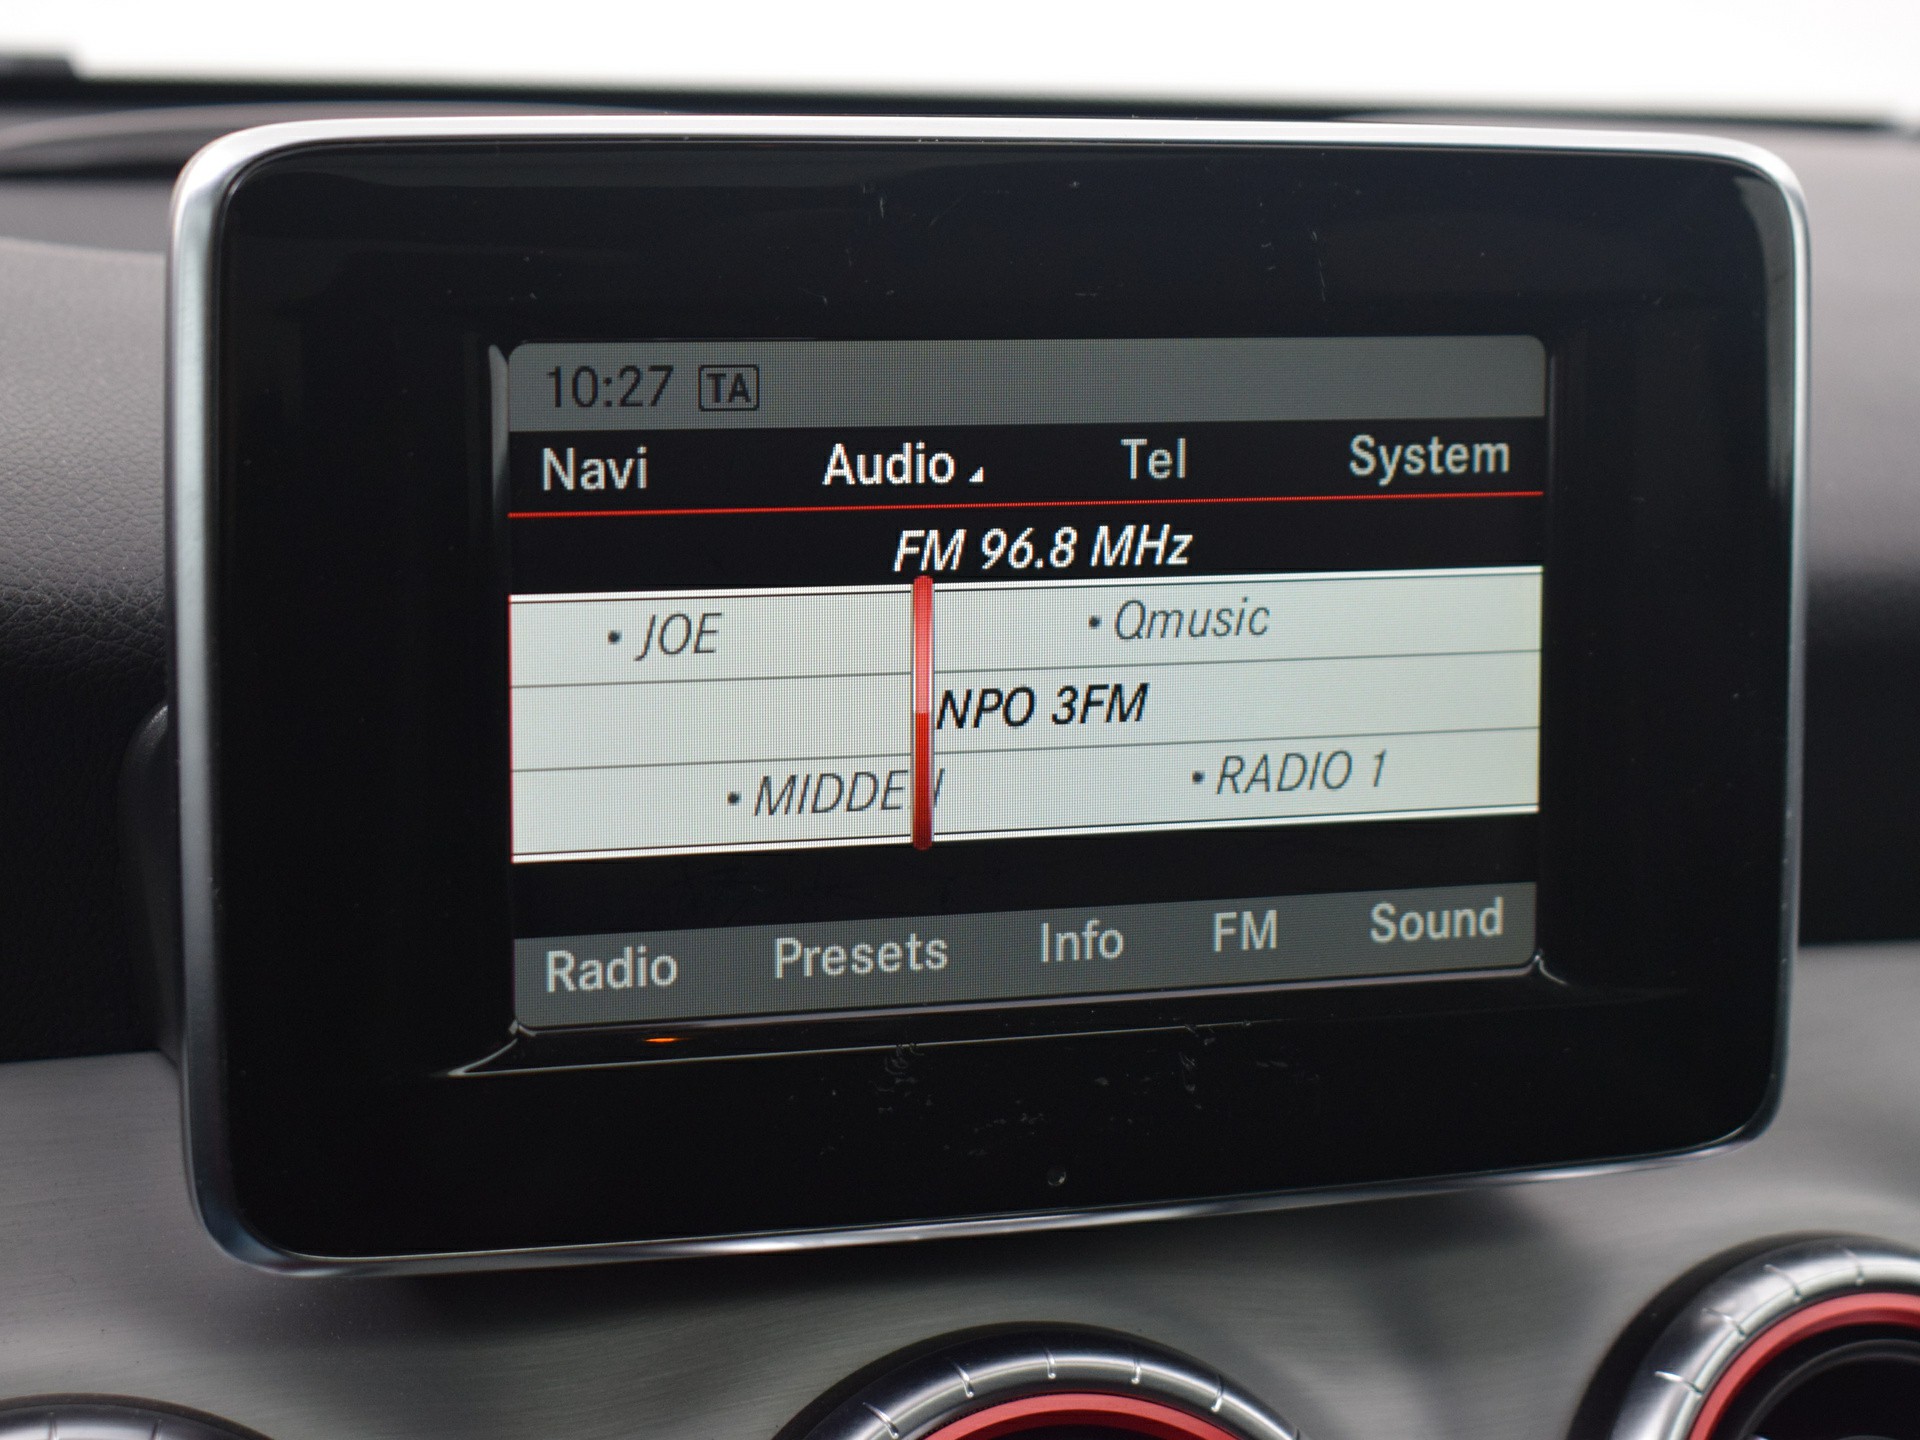 10:27 TA
Navi Audio Tel System
FM 96.8 MHz
• JOE • Qmusic
NPO 3FM
• MIDDEN • RADIO 1
Radio Presets Info FM Sound